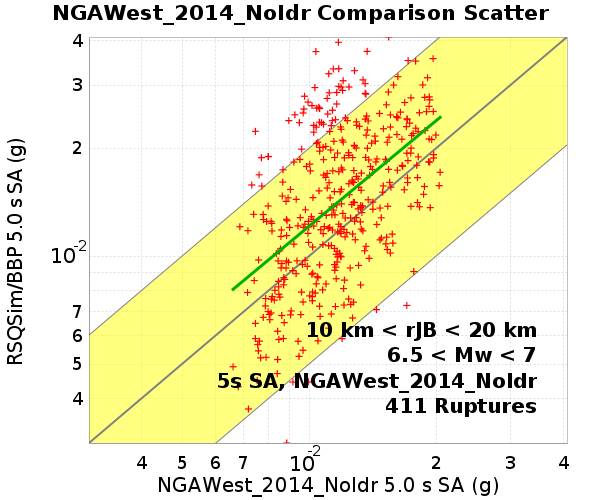 NGAWest_2014_NoIdr Comparison Scatter
RSQSim/BBP 5.0 s SA (g)
4
3
2
10⁻²
7
6
5
4
10 km < rJB < 20 km
6.5 < Mw < 7
5s SA, NGAWest_2014_NoIdr
411 Ruptures
4 5 6 7 10⁻² 2 3 4
NGAWest_2014_NoIdr 5.0 s SA (g)